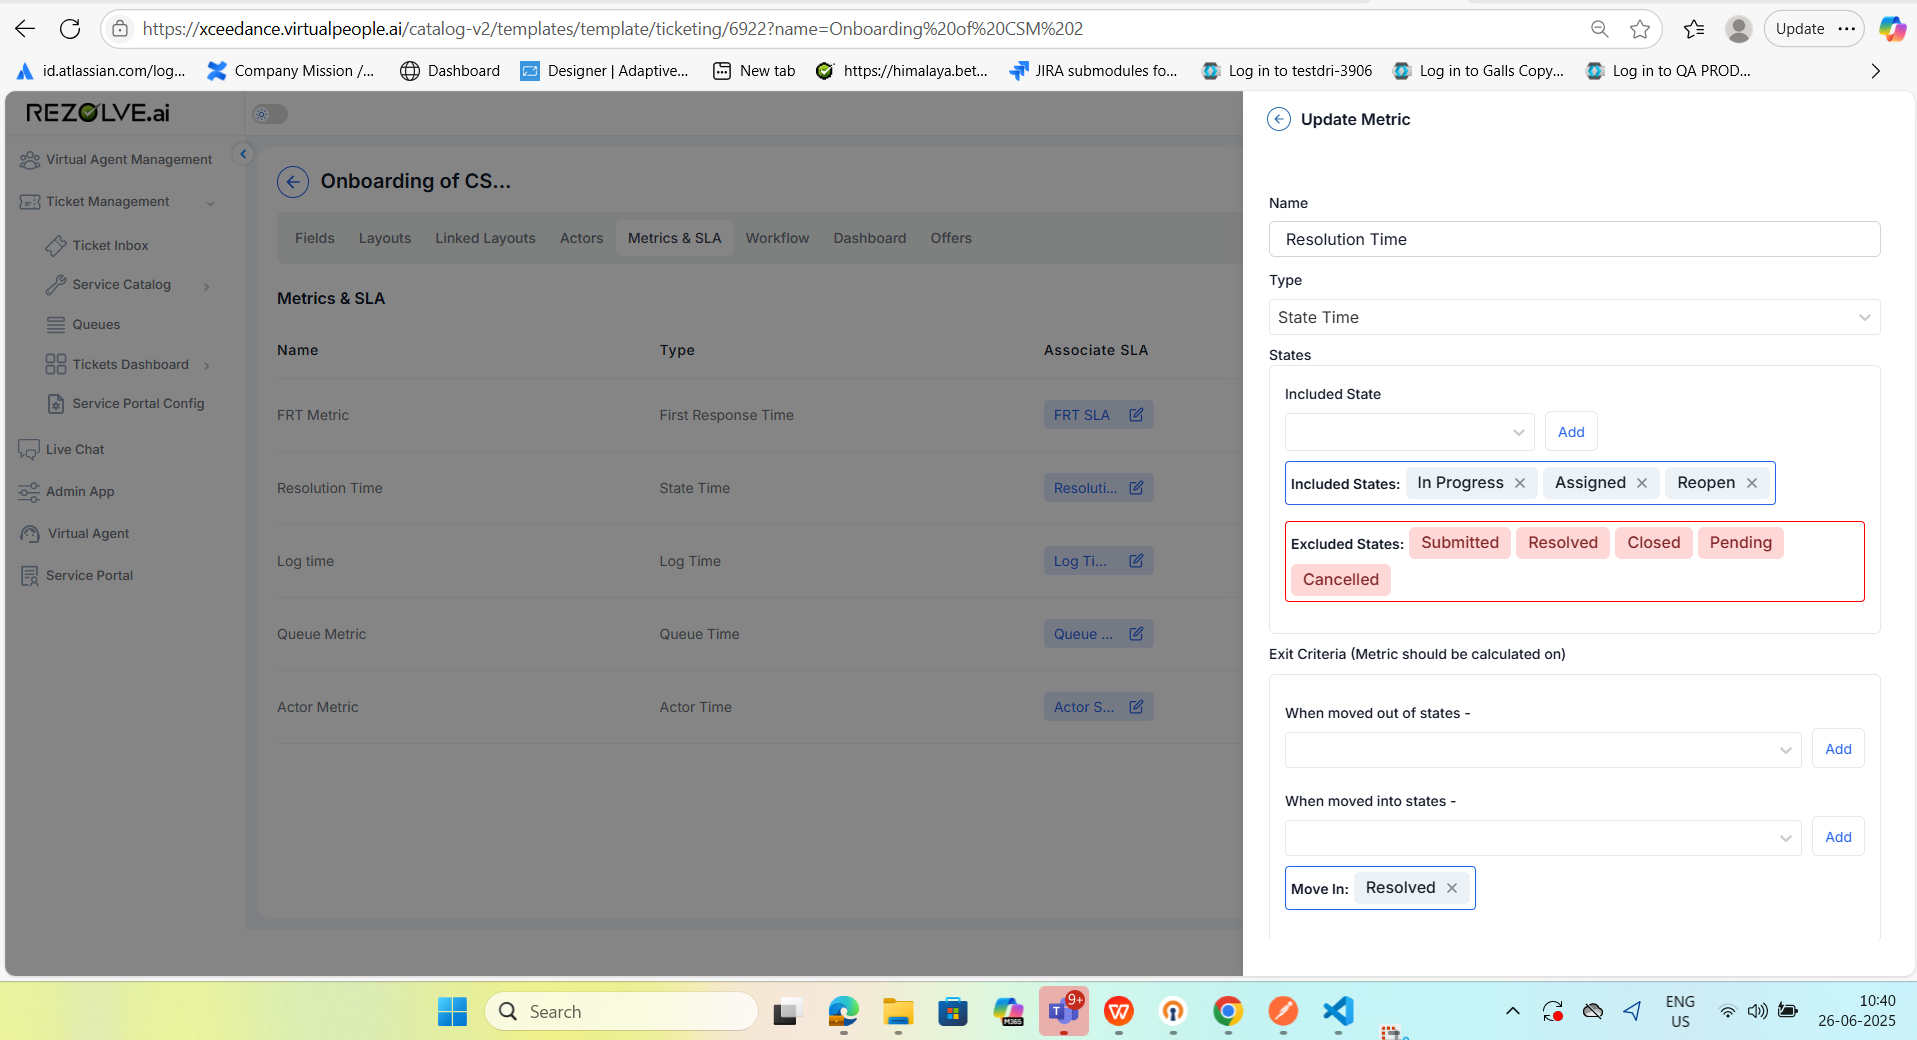 https://xceedance.virtualpeople.ai/catalog-v2/templates/template/ticketing/6922?name=Onboarding%20of%20CSM%202
Update
id.atlassian.com/log...
Company Mission /...
Dashboard
Designer | Adaptive...
New tab
https://himalaya.bet...
JIRA submodules fo...
Log in to testdri-3906
Log in to Galls Copy...
Log in to QA PROD...
REZOLVE.ai
Virtual Agent Management
Ticket Management
Ticket Inbox
Service Catalog
Queues
Tickets Dashboard
Service Portal Config
Live Chat
Admin App
Virtual Agent
Service Portal
Onboarding of CS...
Fields Layouts Linked Layouts Actors Metrics & SLA Workflow Dashboard Offers
Metrics & SLA
Name Type Associate SLA
FRT Metric First Response Time FRT SLA
Resolution Time State Time Resoluti...
Log time Log Time Log Ti...
Queue Metric Queue Time Queue ...
Actor Metric Actor Time Actor S...
Update Metric
Name
Resolution Time
Type
State Time
States
Included State
Add
Included States: In Progress Assigned Reopen
Excluded States: Submitted Resolved Closed Pending
Cancelled
Exit Criteria (Metric should be calculated on)
When moved out of states -
Add
When moved into states -
Add
Move In: Resolved
Search
M365
T
9+
W
ENG
US
10:40
26-06-2025